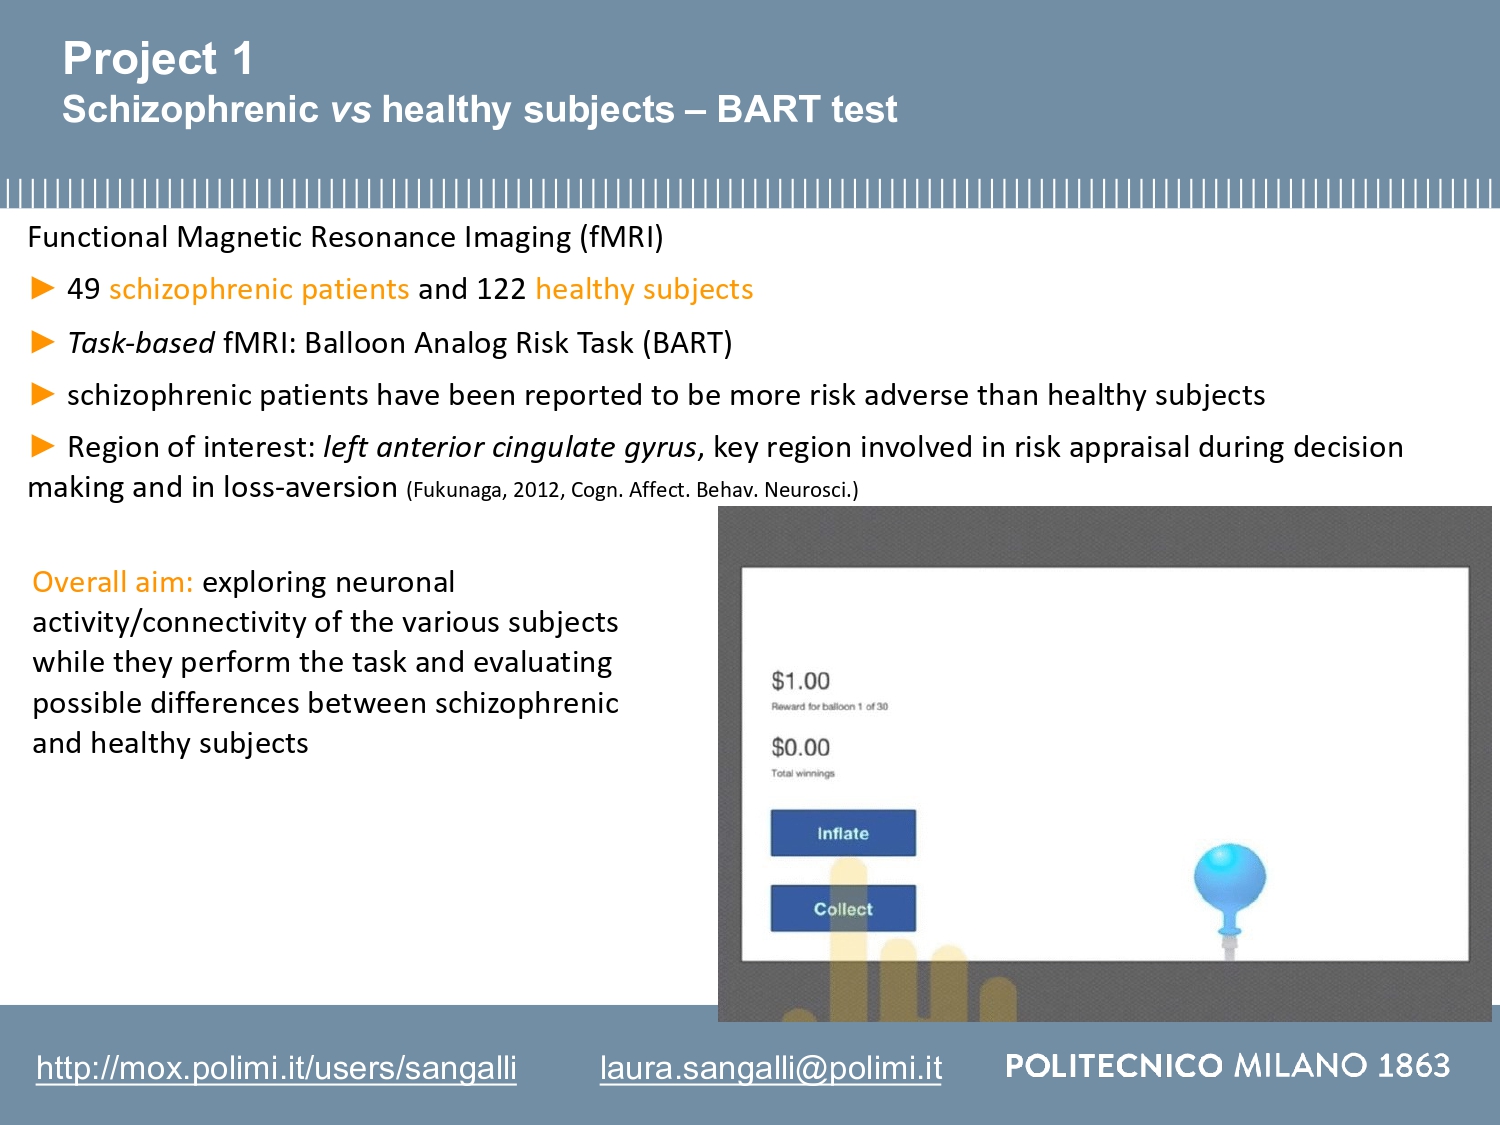 Project 1
Schizophrenic vs healthy subjects – BART test
Functional Magnetic Resonance Imaging (fMRI)
► 49 schizophrenic patients and 122 healthy subjects
► Task-based fMRI: Balloon Analog Risk Task (BART)
► schizophrenic patients have been reported to be more risk adverse than healthy subjects
► Region of interest: left anterior cingulate gyrus, key region involved in risk appraisal during decision
making and in loss-aversion (Fukunaga, 2012, Cogn. Affect. Behav. Neurosci.)
Overall aim: exploring neuronal
activity/connectivity of the various subjects
while they perform the task and evaluating
possible differences between schizophrenic
and healthy subjects
$1.00
Reward for balloon 1 of 30
$0.00
Total winnings
Inflate
Collect
http://mox.polimi.it/users/sangalli
laura.sangalli@polimi.it
POLITECNICO MILANO 1863